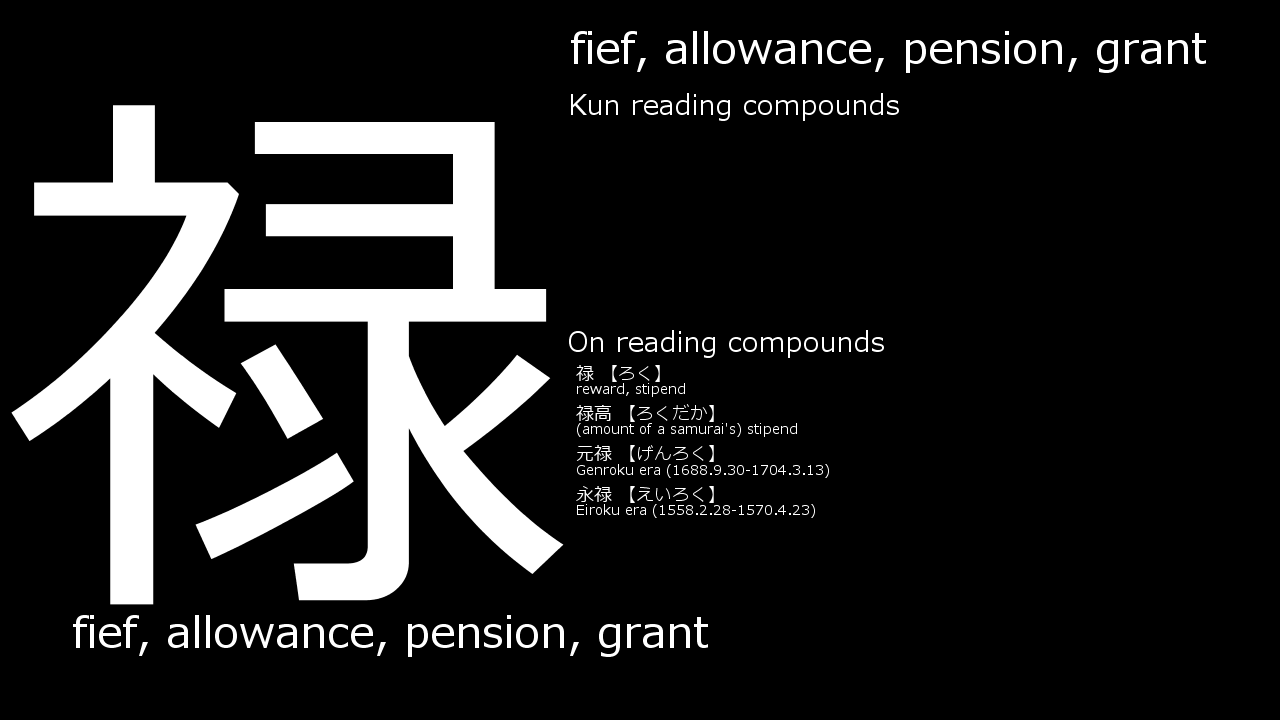 禄
fief, allowance, pension, grant
Kun reading compounds
On reading compounds
禄 【ろく】
reward, stipend
禄高 【ろくだか】
(amount of a samurai's) stipend
元禄 【げんろく】
Genroku era (1688.9.30-1704.3.13)
永禄 【えいろく】
Eiroku era (1558.2.28-1570.4.23)
fief, allowance, pension, grant